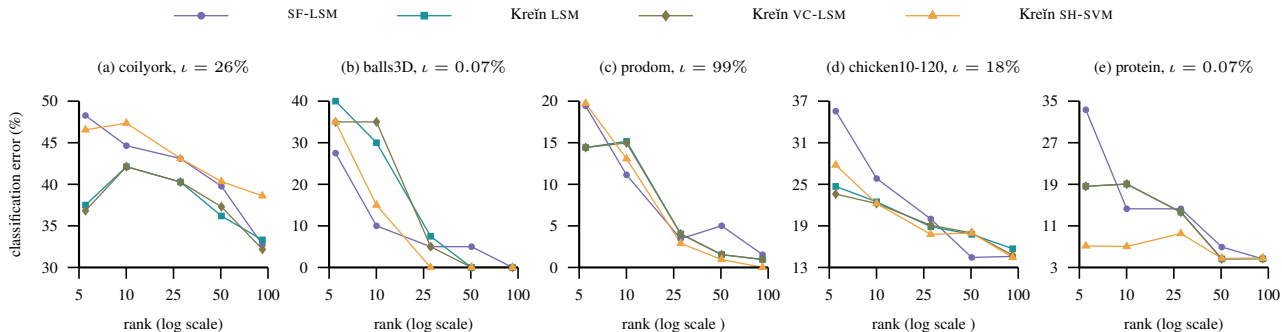 SF-LSM Kreĭn LSM Kreĭn VC-LSM Kreĭn SH-SVM
(a) coilyork, ι = 26% (b) balls3D, ι = 0.07% (c) prodom, ι = 99% (d) chicken10-120, ι = 18% (e) protein, ι = 0.07%
classification error (%)
50 40 20 37 35
45 30 15 31 27
40 20 10 25 19
35 10 5 19 11
30 0 0 13 3
5 10 25 50 100 5 10 25 50 100 5 10 25 50 100 5 10 25 50 100 5 10 25 50 100
rank (log scale) rank (log scale) rank (log scale ) rank (log scale ) rank (log scale)